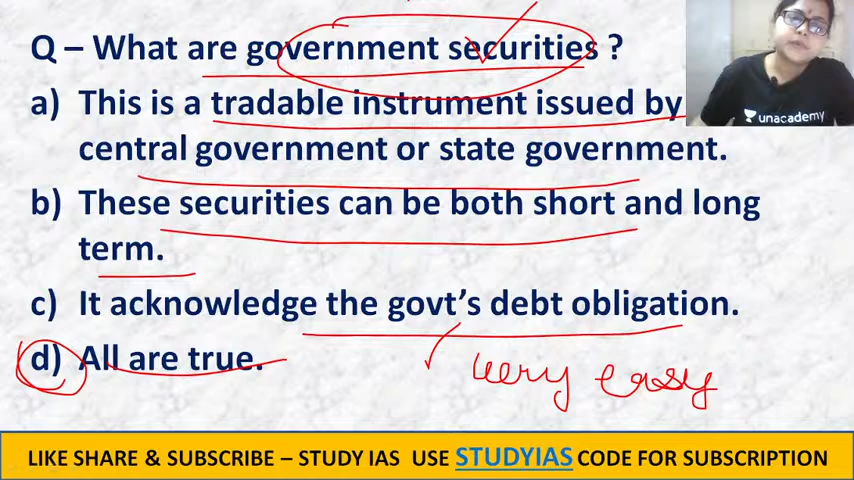 Q – What are government securities ?
a) This is a tradable instrument issued by
central government or state government.
b) These securities can be both short and long
term.
c) It acknowledge the govt's debt obligation.
d) All are true.
very easy
unacademy
LIKE SHARE & SUBSCRIBE – STUDY IAS USE STUDYIAS CODE FOR SUBSCRIPTION